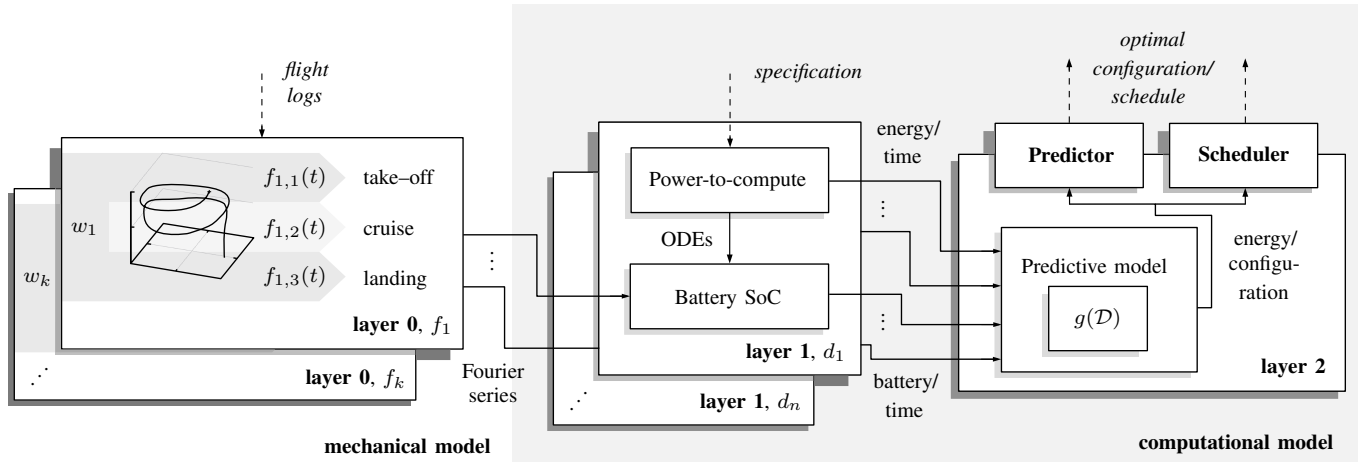 flight
logs
specification
optimal
configuration/
schedule
w₁
f₁,₁(t)
take–off
f₁,₂(t)
cruise
f₁,₃(t)
landing
layer 0, f₁
wₖ
⋰
layer 0, fₖ
⋮
Fourier
series
mechanical model
Power-to-compute
ODEs
Battery SoC
layer 1, d₁
⋰
layer 1, dₙ
energy/
time
⋮
⋮
battery/
time
Predictor
Scheduler
Predictive model
g(𝒟)
energy/
configu-
ration
layer 2
computational model